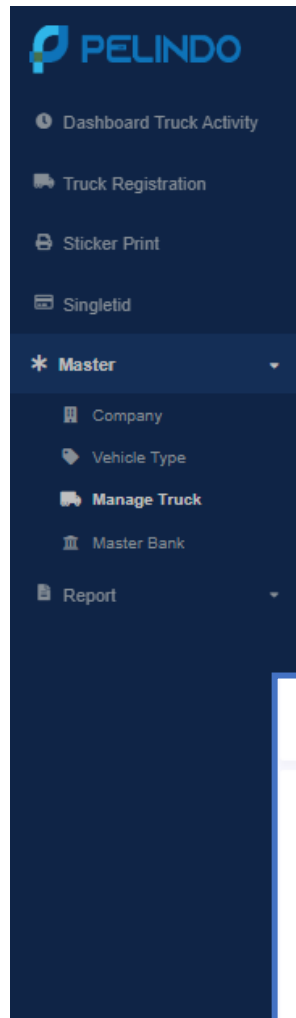 PELINDO
Dashboard Truck Activity
Truck Registration
Sticker Print
Singletid
Master
Company
Vehicle Type
Manage Truck
Master Bank
Report